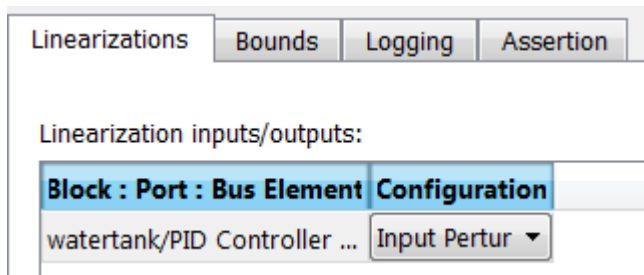 Linearizations Bounds Logging Assertion
Linearization inputs/outputs:
Block : Port : Bus Element Configuration
watertank/PID Controller ... Input Pertur